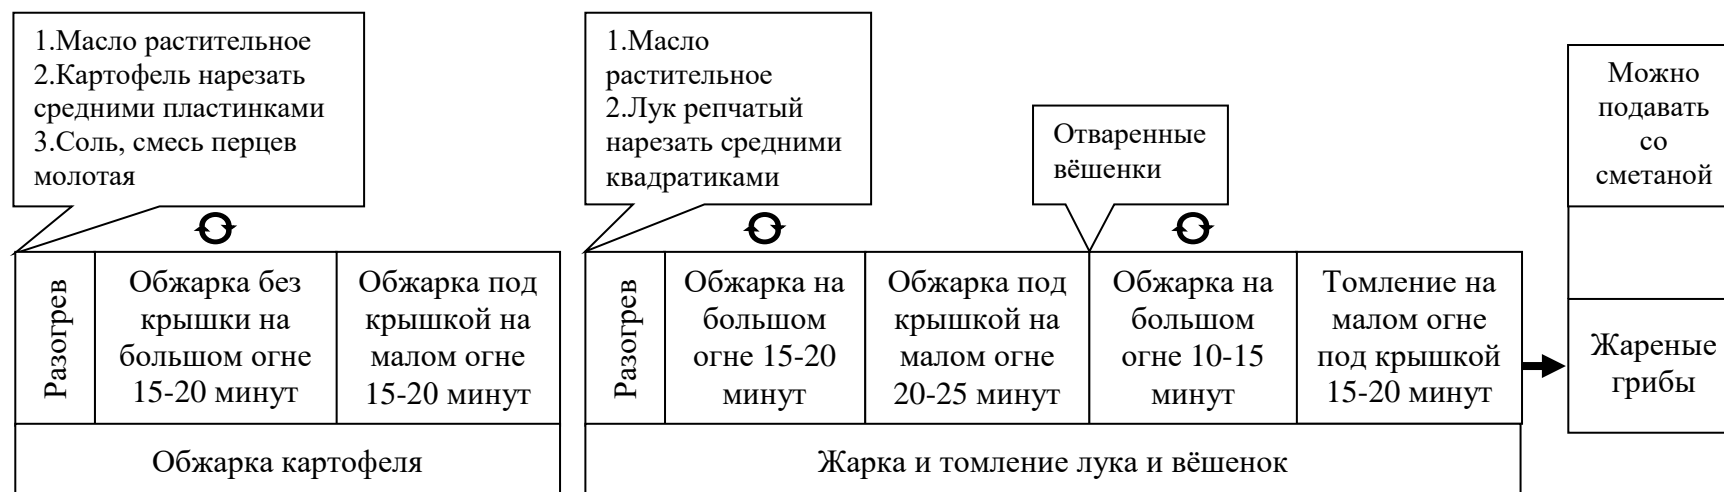 1.Масло растительное
2.Картофель нарезать
средними пластинками
3.Соль, смесь перцев
молотая
1.Масло
растительное
2.Лук репчатый
нарезать средними
квадратиками
Отваренные
вёшенки
Можно
подавать
со
сметаной
Разогрев
Обжарка без
крышки на
большом огне
15-20 минут
Обжарка под
крышкой на
малом огне
15-20 минут
Разогрев
Обжарка на
большом
огне 15-20
минут
Обжарка под
крышкой на
малом огне
20-25 минут
Обжарка на
большом
огне 10-15
минут
Томление на
малом огне
под крышкой
15-20 минут
Жареные
грибы
Обжарка картофеля
Жарка и томление лука и вёшенок